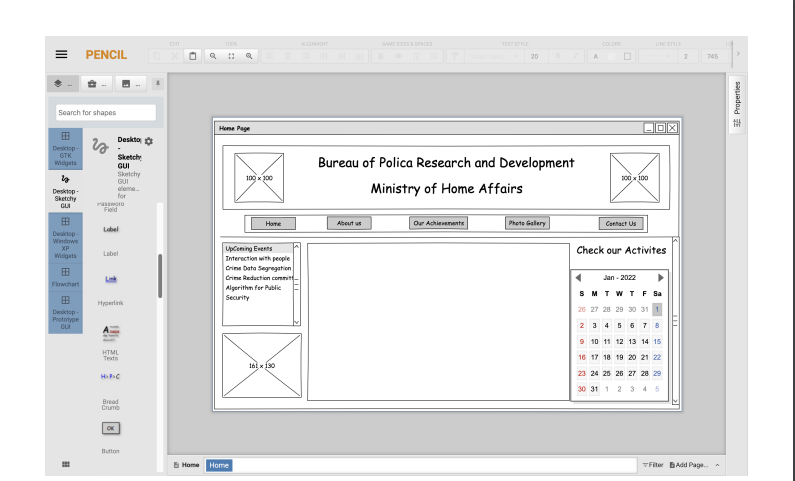 EDIT ZOOM ALIGNMENT SAME SIZES & SPACES TEXT STYLE COLORS LINE STYLE
PENCIL
20 A 2 745
Search for shapes
Properties
Desktop - GTK Widgets
Desktop - Sketchy GUI
Desktop - Windows XP Widgets
Flowchart
Desktop - Prototype GUI
Desktop
-
Sketchy
GUI
Sketchy
GUI
eleme...
for
Password
Field
Label
Label
Link
Hyperlink
HTML
Texts
H> F> C
Bread
Crumb
OK
Button
Home Page
100 x 100
Bureau of Polica Research and Development
Ministry of Home Affairs
100 x 100
Home About us Our Achievements Photo Gallery Contact Us
UpComing Events
Interaction with people
Crime Data Segregation
Crime Reduction committ
Algorithm for Public
Security
161 x 130
Check our Activites
Jan - 2022
S M T W T F Sa
26 27 28 29 30 31 1
2 3 4 5 6 7 8
9 10 11 12 13 14 15
16 17 18 19 20 21 22
23 24 25 26 27 28 29
30 31 1 2 3 4 5
Home Home Filter Add Page...